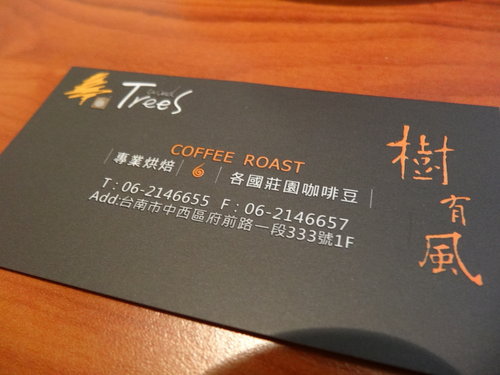 Trees
COFFEE ROAST
專業烘焙 各國莊園咖啡豆
T：06-2146655 F：06-2146657
Add:台南市中西區府前路一段333號1F
樹
有
風